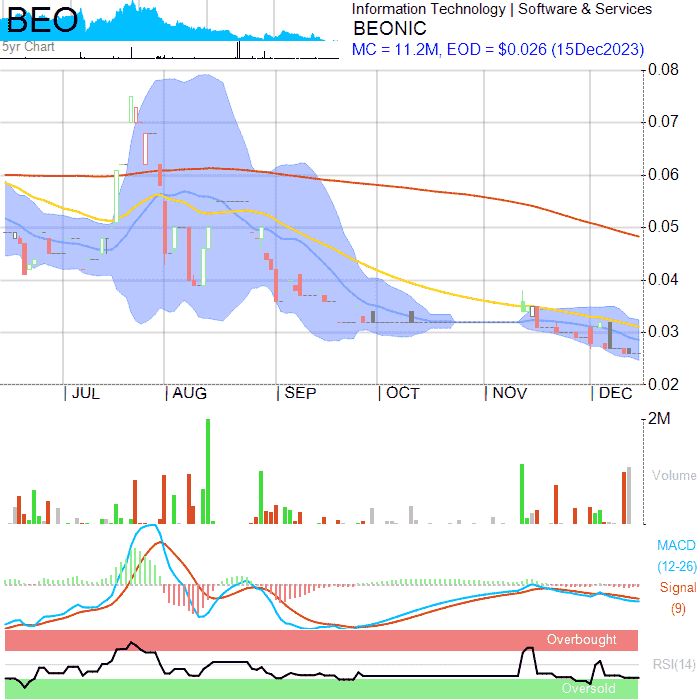 BEO
5yr Chart
Information Technology | Software & Services
BEONIC
MC = 11.2M, EOD = $0.026 (15Dec2023)
0.08
0.07
0.06
0.05
0.04
0.03
0.02
JUL AUG SEP OCT NOV DEC
2M
Volume
MACD
(12-26)
Signal
(9)
Overbought
RSI(14)
Oversold